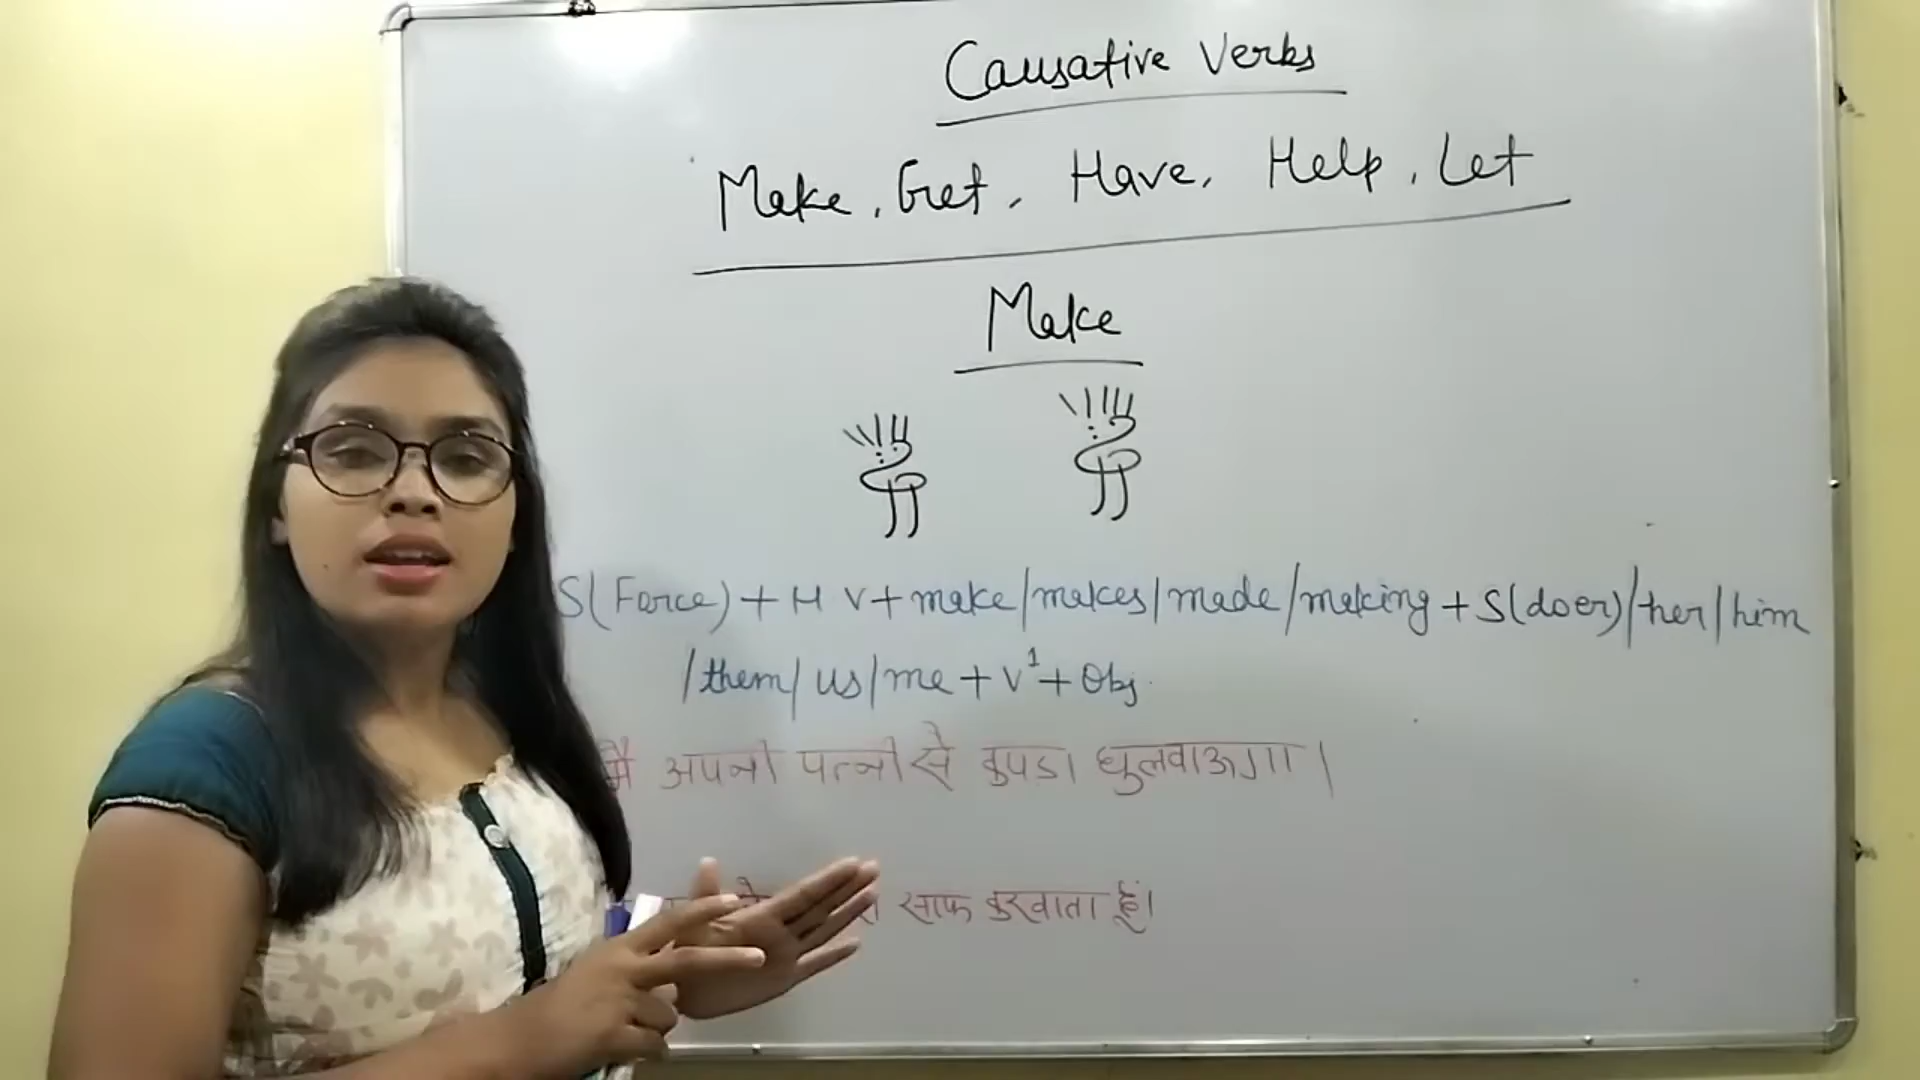 Causative Verbs
Make, Get, Have, Help, Let
Make
S(Force) + H V + make/makes/made/making + S(doer)/her/him
/them/us/me + V¹ + Obj.
मै अपनी पत्नी से कपडा धुलवाऊगा।
साफ करवाता हूँ।